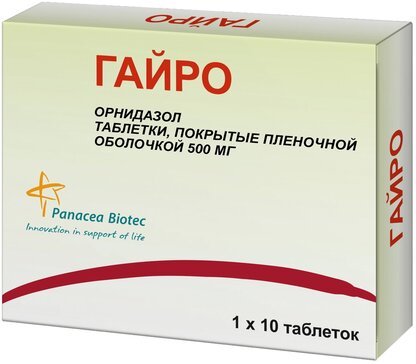 ГАЙРО
ОРНИДАЗОЛ
ТАБЛЕТКИ, ПОКРЫТЫЕ ПЛЕНОЧНОЙ
ОБОЛОЧКОЙ 500 МГ
Panacea Biotec
Innovation in support of life
1 x 10 таблеток
ГАЙРО
ГАЙРО